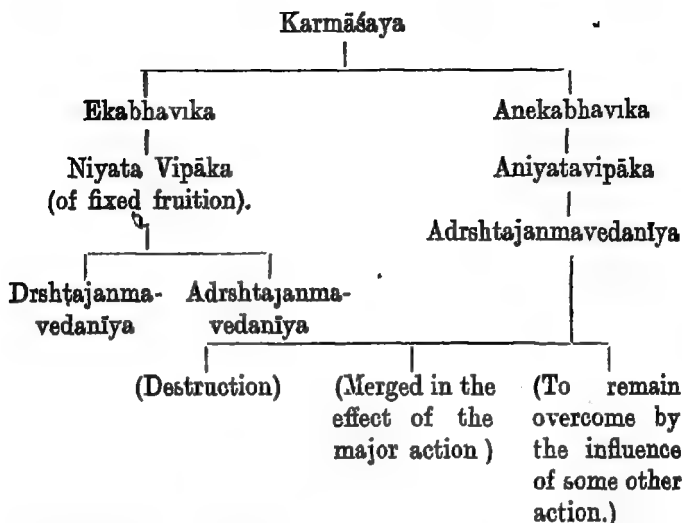 Karmāśaya
Ekabhavika Anekabhavika
Niyata Vipāka Aniyatavipāka
(of fixed fruition).
Adrshtajanmavedanīya
Drshṭajanma- Adrshtajanma-
vedanīya vedanīya
(Destruction) (Merged in the (To remain
effect of the overcome by
major action) the influence
of some other
action.)